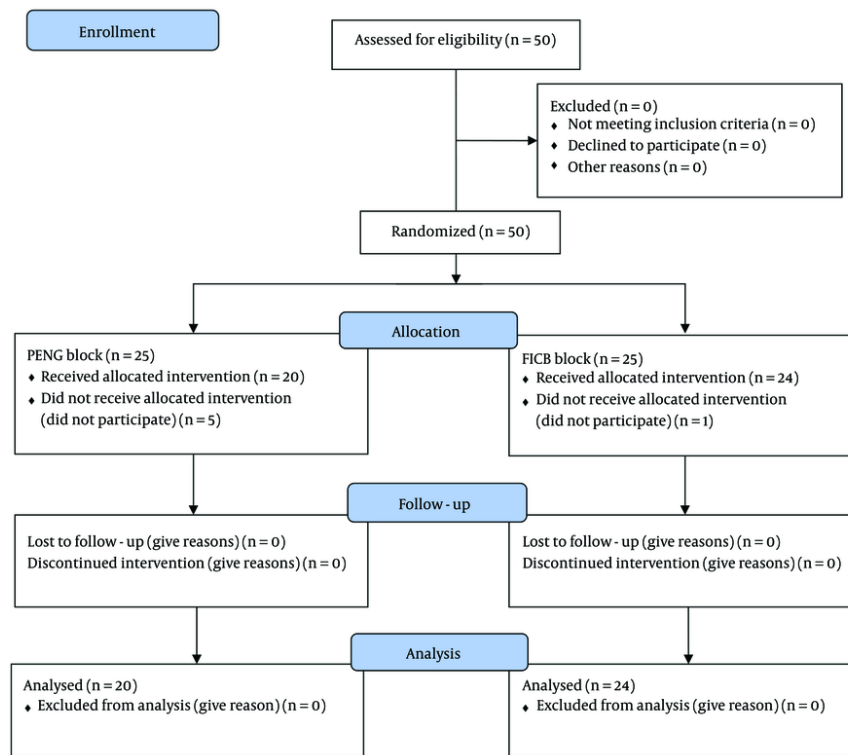 Enrollment
Assessed for eligibility (n = 50)
Excluded (n = 0)
♦ Not meeting inclusion criteria (n = 0)
♦ Declined to participate (n = 0)
♦ Other reasons (n = 0)
Randomized (n = 50)
Allocation
PENG block (n = 25)
♦ Received allocated intervention (n = 20)
♦ Did not receive allocated intervention
(did not participate) (n = 5)
FICB block (n = 25)
♦ Received allocated intervention (n = 24)
♦ Did not receive allocated intervention
(did not participate) (n = 1)
Follow - up
Lost to follow - up (give reasons) (n = 0)
Discontinued intervention (give reasons) (n = 0)
Lost to follow - up (give reasons) (n = 0)
Discontinued intervention (give reasons) (n = 0)
Analysis
Analysed (n = 20)
♦ Excluded from analysis (give reason) (n = 0)
Analysed (n = 24)
♦ Excluded from analysis (give reason) (n = 0)